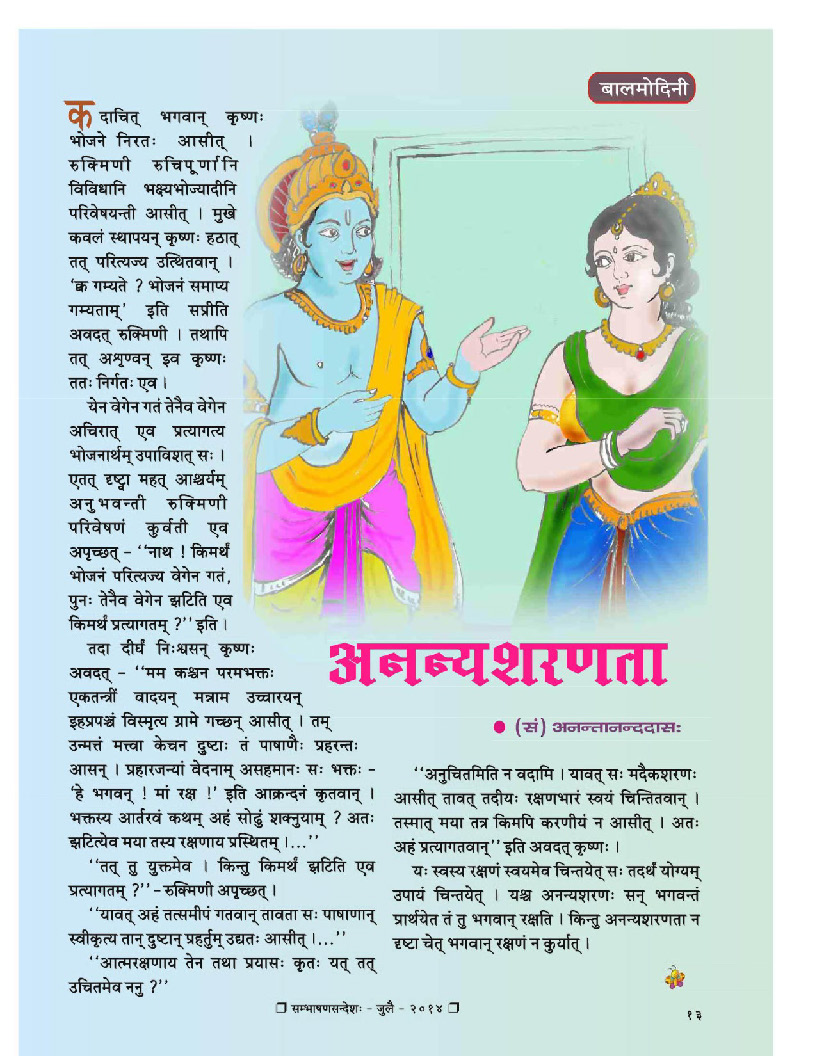 बालमोदिनी
कदाचित् भगवान् कृष्णः
भोजने निरतः आसीत् ।
रुक्मिणी रुचिपूर्णानि
विविधानि भक्ष्यभोज्यादीनि
परिवेषयन्ती आसीत् । मुखे
कवलं स्थापयन् कृष्णः हठात्
तत् परित्यज्य उत्थितवान् ।
‘क्व गम्यते ? भोजनं समाप्य
गम्यताम्’ इति सप्रीति
अवदत् रुक्मिणी । तथापि
तत् अशृण्वन् इव कृष्णः
ततः निर्गतः एव ।
येन वेगेन गतं तेनैव वेगेन
अचिरात् एव प्रत्यागत्य
भोजनार्थम् उपाविशत् सः ।
एतत् दृष्ट्वा महत् आश्चर्यम्
अनुभवन्ती रुक्मिणी
परिवेषणं कुर्वती एव
अपृच्छत् - ‘‘नाथ ! किमर्थं
भोजनं परित्यज्य वेगेन गतं,
पुनः तेनैव वेगेन झटिति एव
किमर्थं प्रत्यागतम् ?’’ इति ।
तदा दीर्घं निःश्वसन् कृष्णः
अवदत् - ‘‘मम कश्चन परमभक्तः
एकतन्त्रीं वादयन् मन्नाम उच्चारयन्
इहप्रपञ्चं विस्मृत्य ग्रामे गच्छन् आसीत् । तम्
उन्मत्तं मत्त्वा केचन दुष्टाः तं पाषाणैः प्रहरन्तः
आसन् । प्रहारजन्यां वेदनाम् असहमानः सः भक्तः -
‘हे भगवन् ! मां रक्ष !’ इति आक्रन्दनं कृतवान् ।
भक्तस्य आर्तरवं कथम् अहं सोढुं शक्नुयाम् ? अतः
झटित्येव मया तस्य रक्षणाय प्रस्थितम् ।...’’
‘‘तत् तु युक्तमेव । किन्तु किमर्थं झटिति एव
प्रत्यागतम् ?’’ - रुक्मिणी अपृच्छत् ।
‘‘यावत् अहं तत्समीपं गतवान् तावता सः पाषाणान्
स्वीकृत्य तान् दुष्टान् प्रहर्तुम् उद्यतः आसीत् ।...’’
‘‘आत्मरक्षणाय तेन तथा प्रयासः कृतः यत् तत्
उचितमेव ननु ?’’
अनन्यशरणता
● (सं) अनन्तानन्ददासः
‘‘अनुचितमिति न वदामि । यावत् सः मदैकशरणः
आसीत् तावत् तदीयः रक्षणभारं स्वयं चिन्तितवान् ।
तस्मात् मया तत्र किमपि करणीयं न आसीत् । अतः
अहं प्रत्यागतवान्’’ इति अवदत् कृष्णः ।
यः स्वस्य रक्षणं स्वयमेव चिन्तयेत् सः तदर्थं योग्यम्
उपायं चिन्तयेत् । यश्च अनन्यशरणः सन् भगवन्तं
प्रार्थयेत तं तु भगवान् रक्षति । किन्तु अनन्यशरणता न
दृष्टा चेत् भगवान् रक्षणं न कुर्यात् ।
❐ सम्भाषणसन्देशः - जुलै - २०१४ ❐
१३